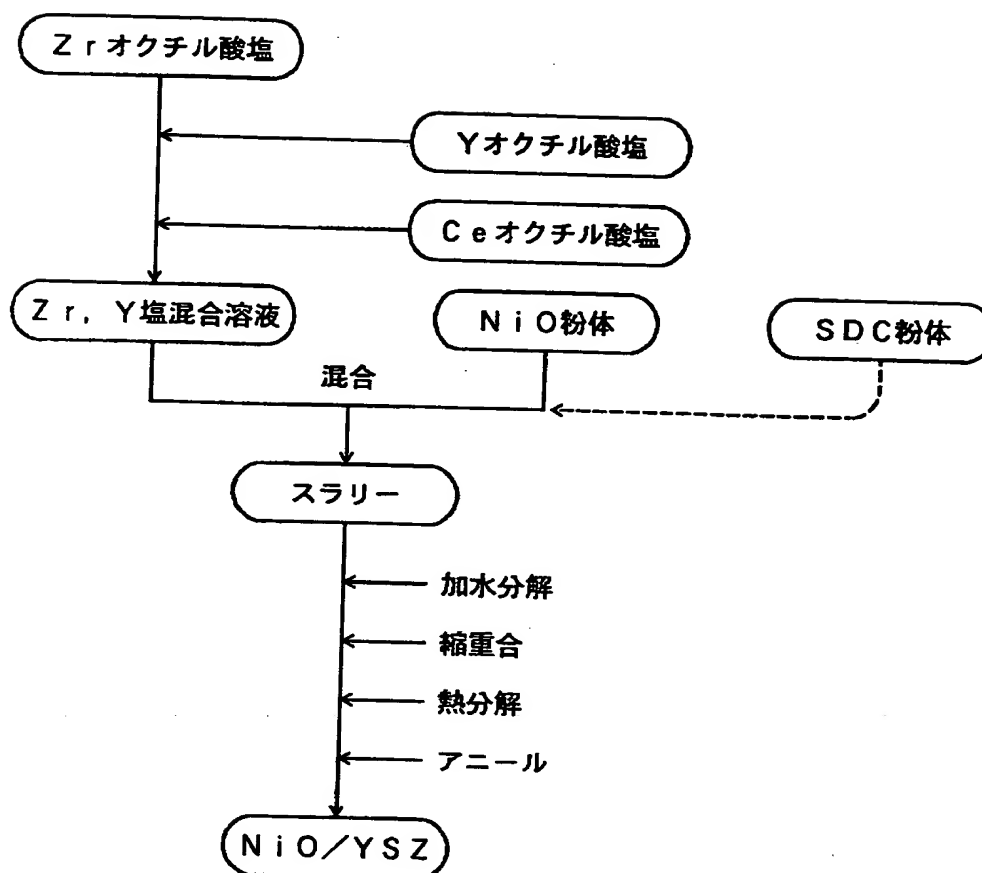 Zrオクチル酸塩
Yオクチル酸塩
Ceオクチル酸塩
Zr，Y塩混合溶液
NiO粉体
SDC粉体
混合
スラリー
加水分解
縮重合
熱分解
アニール
NiO／YSZ